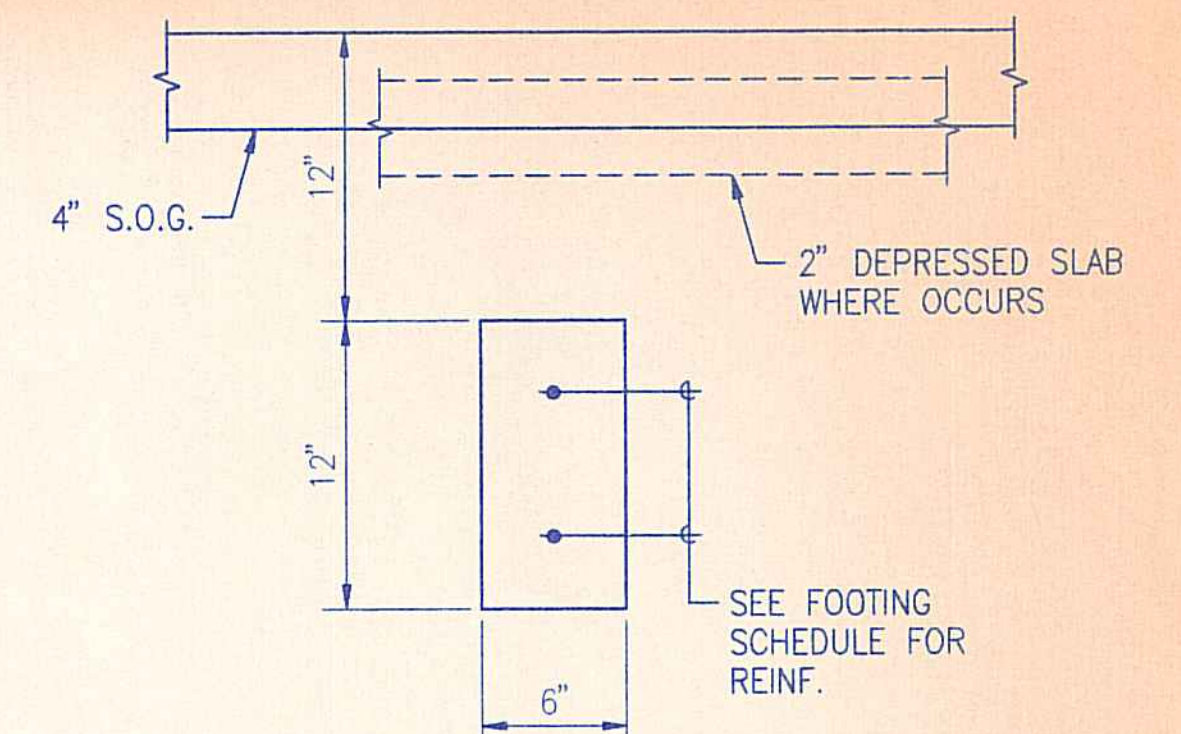 12"
4" S.O.G.
2" DEPRESSED SLAB
WHERE OCCURS
12"
SEE FOOTING
SCHEDULE FOR
REINF.
6"